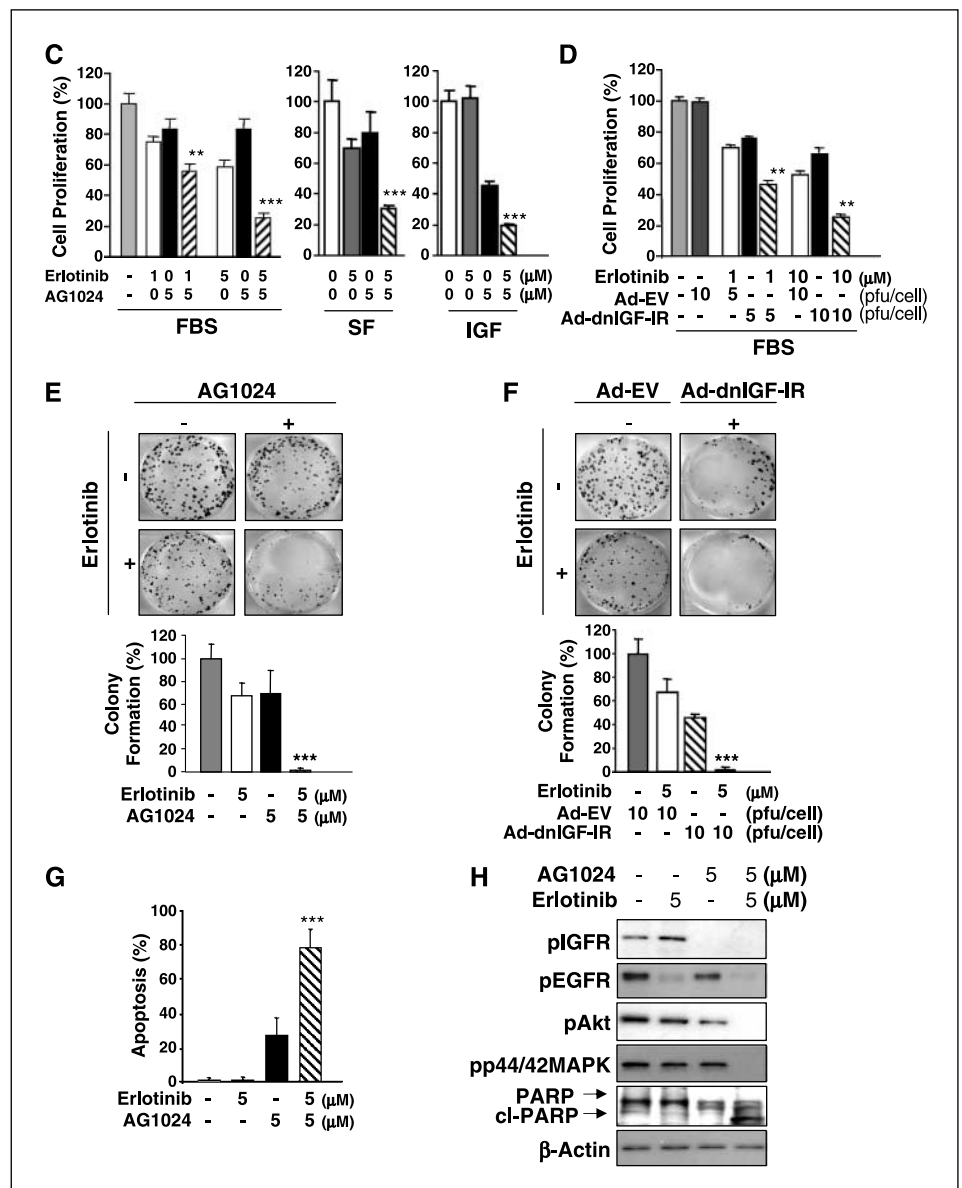 C
Cell Proliferation (%)
120
100
80
60
40
20
0
**
***
Erlotinib - 1 0 1 5 0 5
AG1024 - 0 5 5 0 5 5
FBS
120
100
80
60
40
20
0
***
0 5 0 5 (μM)
0 0 5 5 (μM)
SF
120
100
80
60
40
20
0
***
0 5 0 5 (μM)
0 0 5 5 (μM)
IGF
D
Cell Proliferation (%)
120
100
80
60
40
20
0
**
**
Erlotinib - - 1 - 1 10 - 10 (μM)
Ad-EV - 10 5 - - 10 - - (pfu/cell)
Ad-dnIGF-IR - - - 5 5 - 10 10 (pfu/cell)
FBS
E
AG1024
- +
Erlotinib
-
+
Colony
Formation (%)
120
100
80
60
40
20
0
***
Erlotinib - 5 - 5 (μM)
AG1024 - - 5 5 (μM)
F
Ad-EV Ad-dnIGF-IR
- +
Erlotinib
-
+
Colony
Formation (%)
120
100
80
60
40
20
0
***
Erlotinib - 5 - 5 (μM)
Ad-EV 10 10 - - (pfu/cell)
Ad-dnIGF-IR - - 10 10 (pfu/cell)
G
Apoptosis (%)
100
80
60
40
20
0
***
Erlotinib - 5 - 5 (μM)
AG1024 - - 5 5 (μM)
H
AG1024 - - 5 5 (μM)
Erlotinib - 5 - 5 (μM)
pIGFR
pEGFR
pAkt
pp44/42MAPK
PARP
cl-PARP
β-Actin